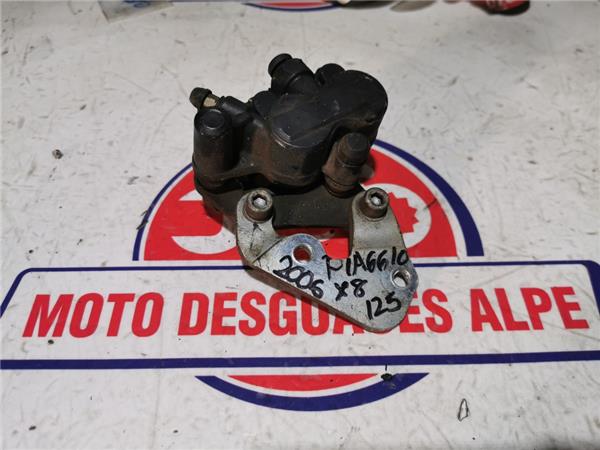 MOTO DESGUACES ALPE
2006 PIAGGIO
X8
125